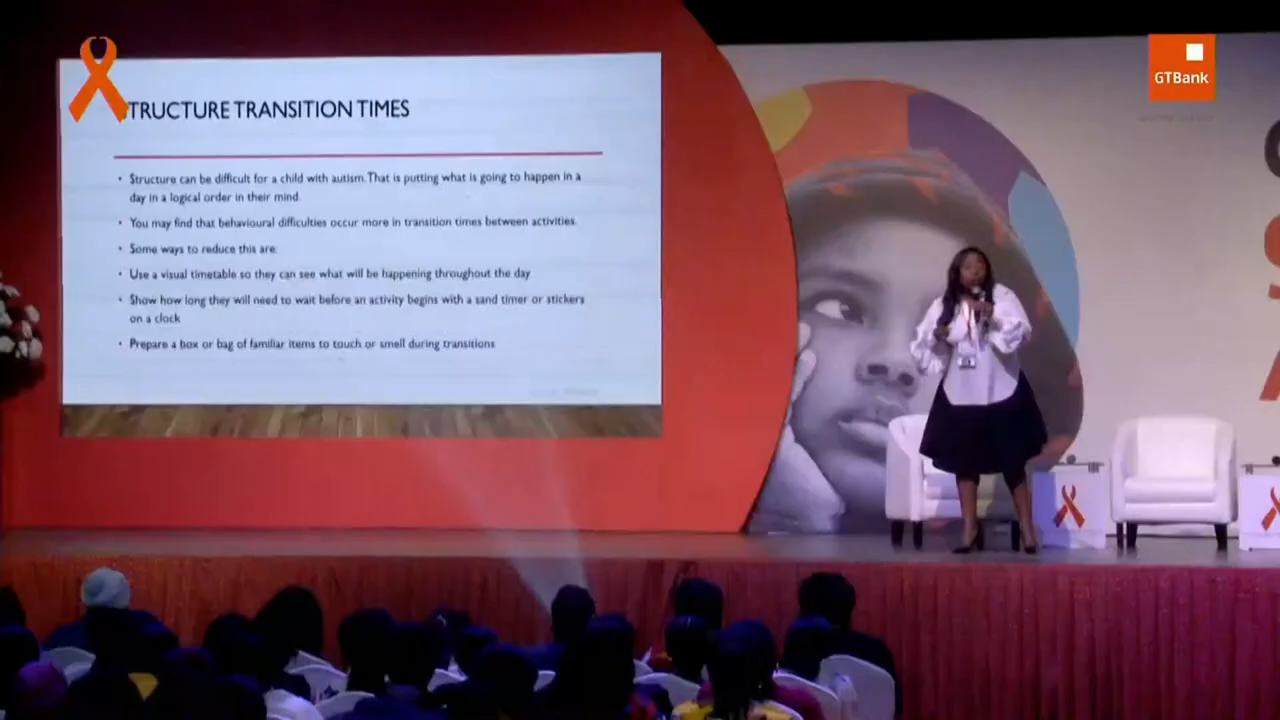 TRUCTURE TRANSITION TIMES
• Structure can be difficult for a child with autism. That is putting what is going to happen in a
day in a logical order in their mind.
• You may find that behavioural difficulties occur more in transition times between activities.
• Some ways to reduce this are:
• Use a visual timetable so they can see what will be happening throughout the day
• Show how long they will need to wait before an activity begins with a sand timer or stickers
on a clock
• Prepare a box or bag of familiar items to touch or smell during transitions
GTBank